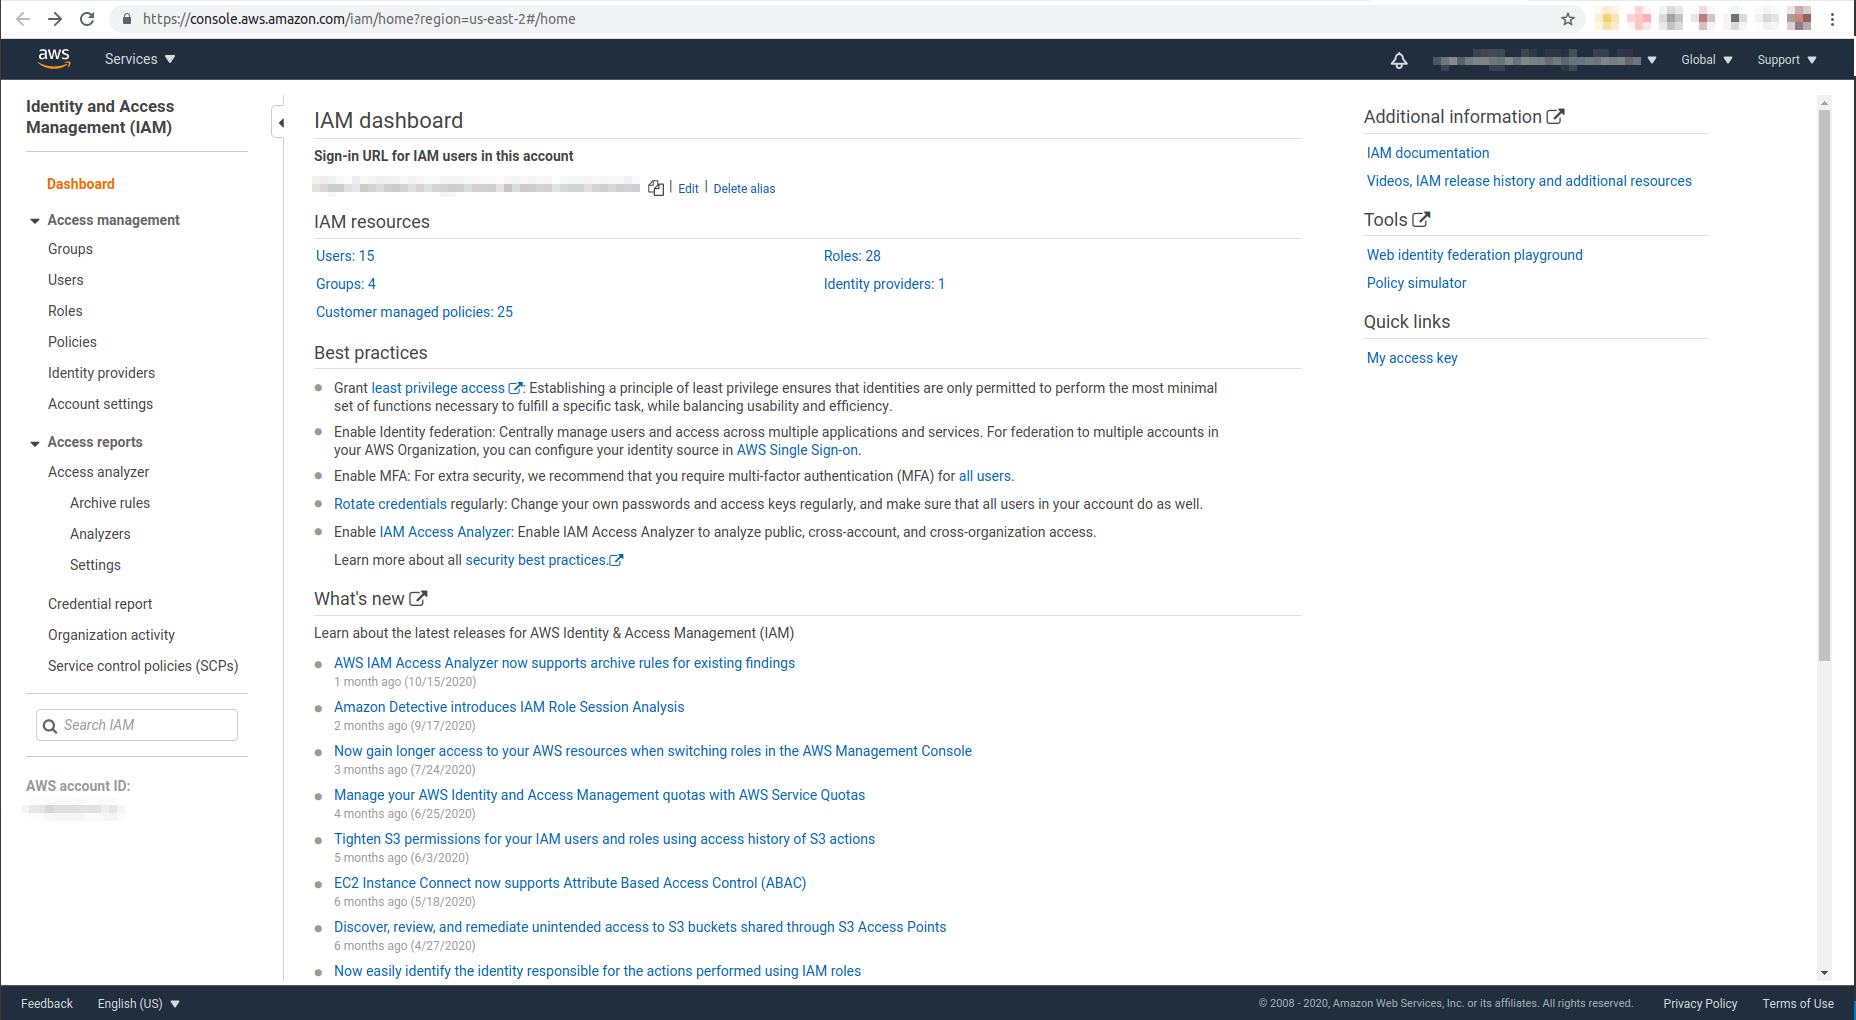 https://console.aws.amazon.com/iam/home?region=us-east-2#/home
aws
Services
Global
Support
Identity and Access
Management (IAM)
Dashboard
Access management
Groups
Users
Roles
Policies
Identity providers
Account settings
Access reports
Access analyzer
Archive rules
Analyzers
Settings
Credential report
Organization activity
Service control policies (SCPs)
Search IAM
AWS account ID:
IAM dashboard
Sign-in URL for IAM users in this account
| Edit | Delete alias
IAM resources
Users: 15
Roles: 28
Groups: 4
Identity providers: 1
Customer managed policies: 25
Best practices
Grant least privilege access : Establishing a principle of least privilege ensures that identities are only permitted to perform the most minimal
set of functions necessary to fulfill a specific task, while balancing usability and efficiency.
Enable Identity federation: Centrally manage users and access across multiple applications and services. For federation to multiple accounts in
your AWS Organization, you can configure your identity source in AWS Single Sign-on.
Enable MFA: For extra security, we recommend that you require multi-factor authentication (MFA) for all users.
Rotate credentials regularly: Change your own passwords and access keys regularly, and make sure that all users in your account do as well.
Enable IAM Access Analyzer: Enable IAM Access Analyzer to analyze public, cross-account, and cross-organization access.
Learn more about all security best practices.
What's new
Learn about the latest releases for AWS Identity & Access Management (IAM)
AWS IAM Access Analyzer now supports archive rules for existing findings
1 month ago (10/15/2020)
Amazon Detective introduces IAM Role Session Analysis
2 months ago (9/17/2020)
Now gain longer access to your AWS resources when switching roles in the AWS Management Console
3 months ago (7/24/2020)
Manage your AWS Identity and Access Management quotas with AWS Service Quotas
4 months ago (6/25/2020)
Tighten S3 permissions for your IAM users and roles using access history of S3 actions
5 months ago (6/3/2020)
EC2 Instance Connect now supports Attribute Based Access Control (ABAC)
6 months ago (5/18/2020)
Discover, review, and remediate unintended access to S3 buckets shared through S3 Access Points
6 months ago (4/27/2020)
Now easily identify the identity responsible for the actions performed using IAM roles
Additional information
IAM documentation
Videos, IAM release history and additional resources
Tools
Web identity federation playground
Policy simulator
Quick links
My access key
Feedback
English (US)
© 2008 - 2020, Amazon Web Services, Inc. or its affiliates. All rights reserved.
Privacy Policy
Terms of Use